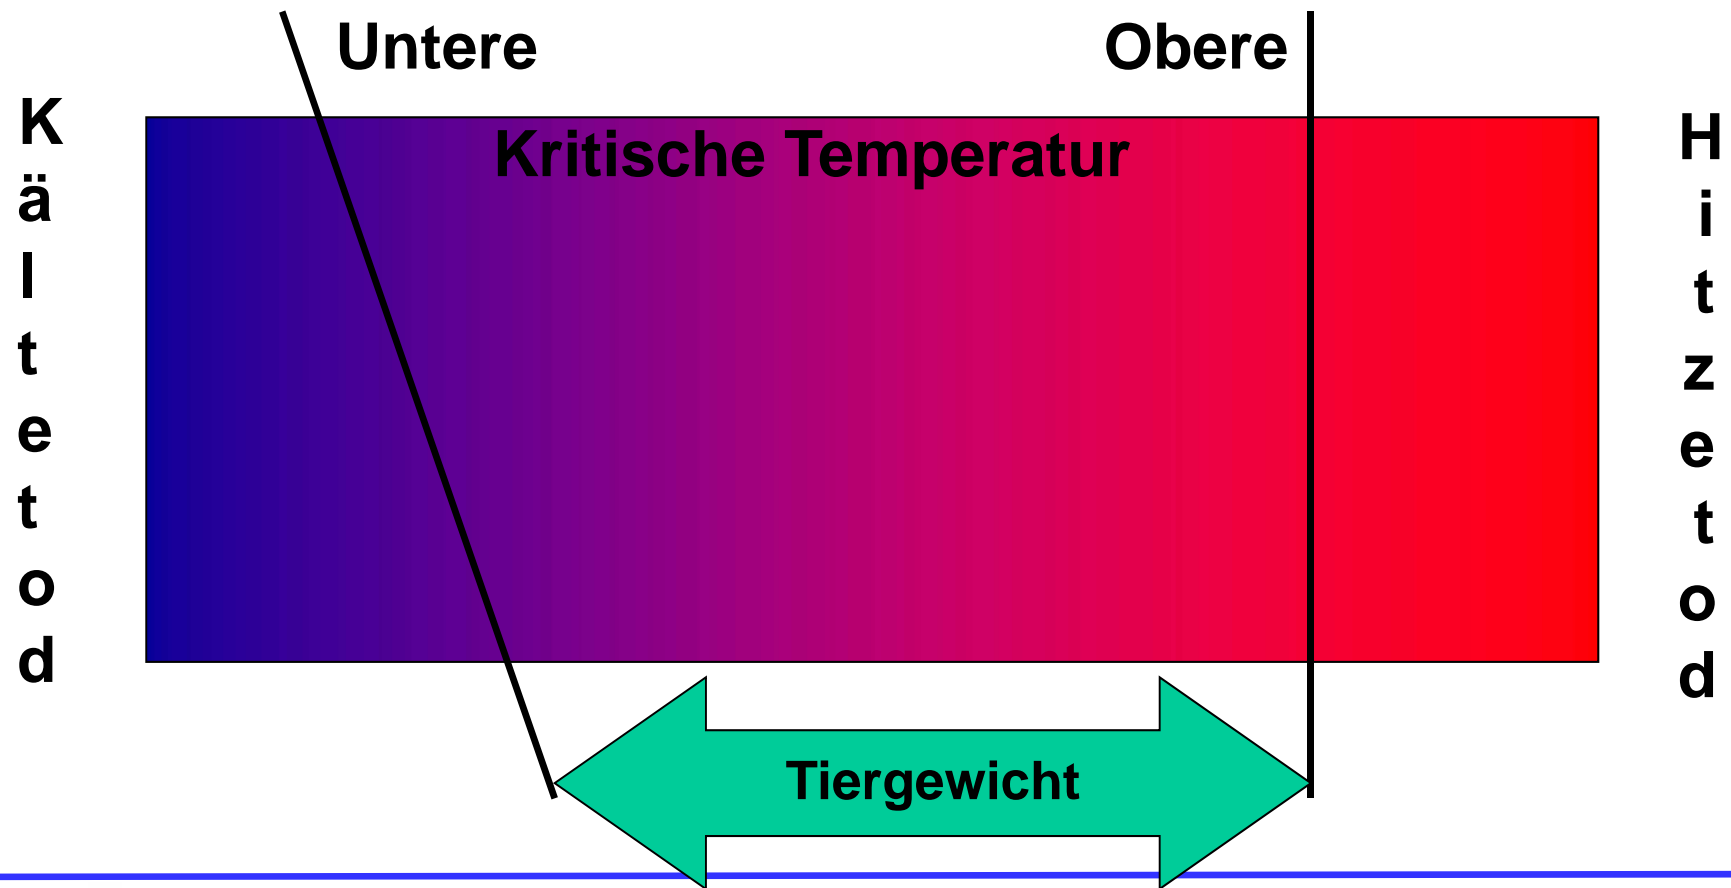 Untere
Obere
Kritische Temperatur
Kältetod
Hitzetod
Tiergewicht